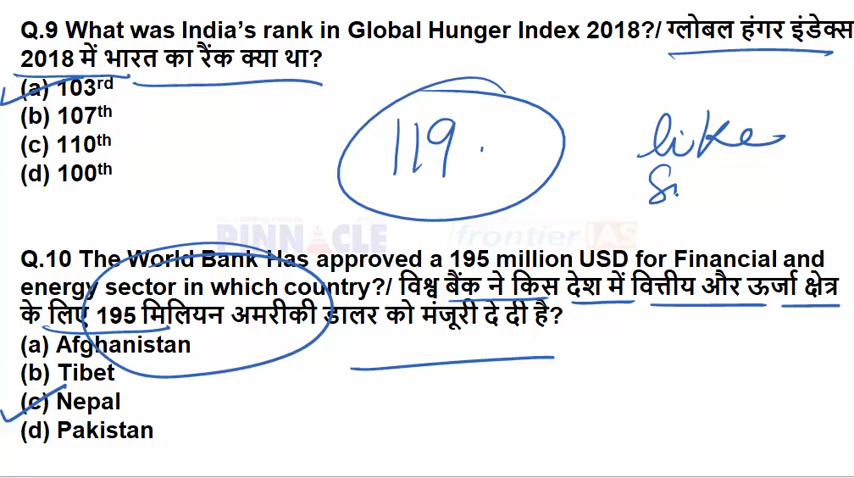 Q.9 What was India's rank in Global Hunger Index 2018?/ ग्लोबल हंगर इंडेक्स
2018 में भारत का रैंक क्या था?
(a) 103rd
(b) 107th
(c) 110th
(d) 100th
119.
like
PINNACLE
frontier IAS
Q.10 The World Bank Has approved a 195 million USD for Financial and
energy sector in which country?/ विश्व बैंक ने किस देश में वित्तीय और ऊर्जा क्षेत्र
के लिए 195 मिलियन अमरीकी डालर को मंजूरी दे दी है?
(a) Afghanistan
(b) Tibet
(c) Nepal
(d) Pakistan